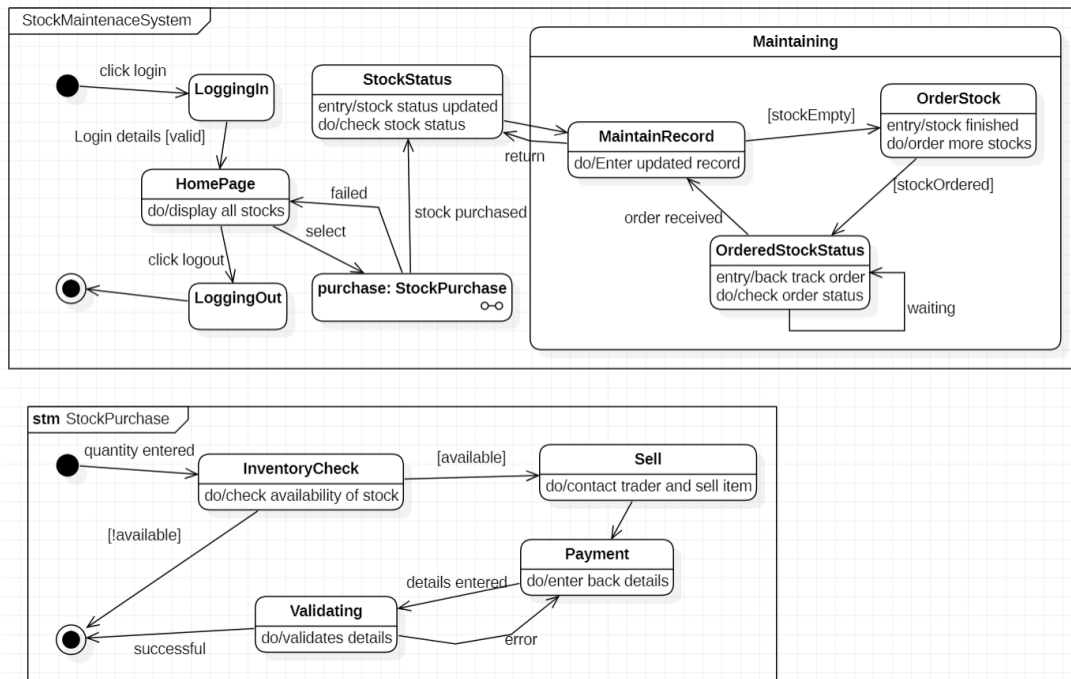 StockMaintenaceSystem
click login
LoggingIn
Login details [valid]
HomePage
do/display all stocks
click logout
LoggingOut
failed
select
StockStatus
entry/stock status updated
do/check stock status
stock purchased
purchase: StockPurchase
return
Maintaining
MaintainRecord
do/Enter updated record
[stockEmpty]
OrderStock
entry/stock finished
do/order more stocks
[stockOrdered]
order received
OrderedStockStatus
entry/back track order
do/check order status
waiting
stm StockPurchase
quantity entered
InventoryCheck
do/check availability of stock
[available]
Sell
do/contact trader and sell item
[!available]
Payment
do/enter back details
details entered
Validating
do/validates details
error
successful